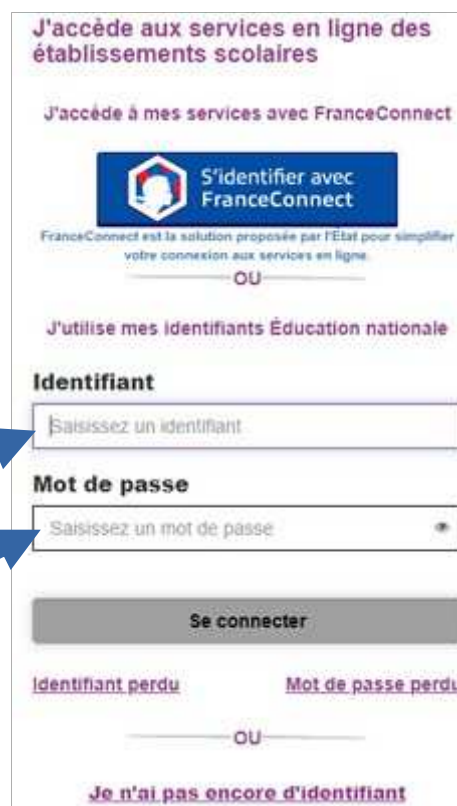 J'accède aux services en ligne des
établissements scolaires
J'accède à mes services avec FranceConnect
S'identifier avec
FranceConnect
FranceConnect est la solution proposée par l'État pour simplifier
votre connexion aux services en ligne.
OU
J'utilise mes identifiants Éducation nationale
Identifiant
Saisissez un identifiant
Mot de passe
Saisissez un mot de passe
Se connecter
Identifiant perdu Mot de passe perdu
OU
Je n'ai pas encore d'identifiant